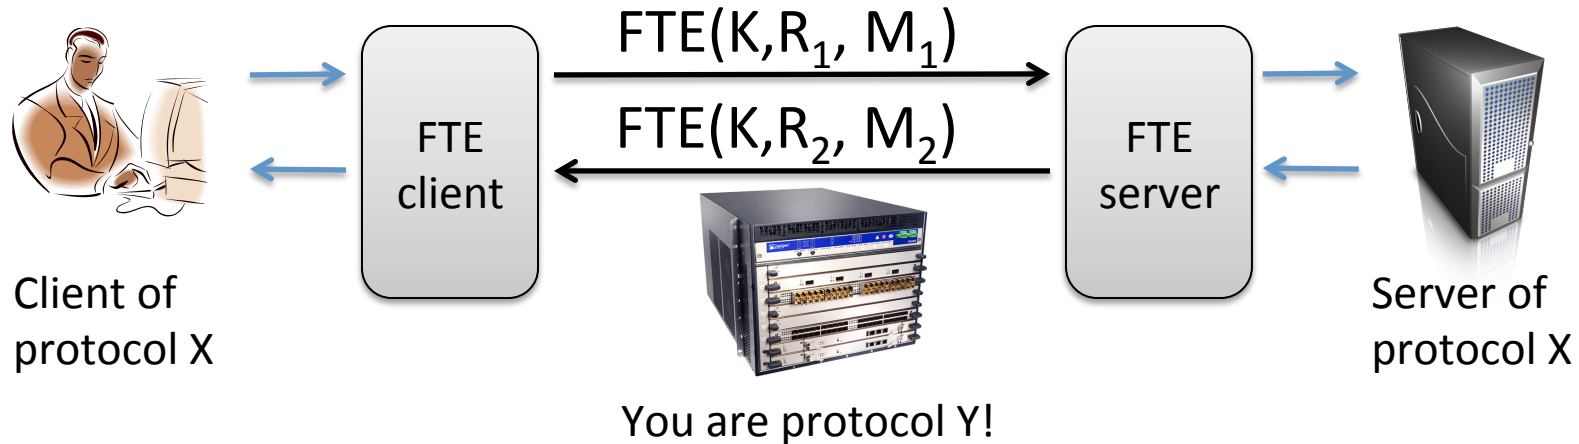 FTE(K,R₁, M₁)
FTE
client
FTE(K,R₂, M₂)
FTE
server
Client of
protocol X
Server of
protocol X
You are protocol Y!